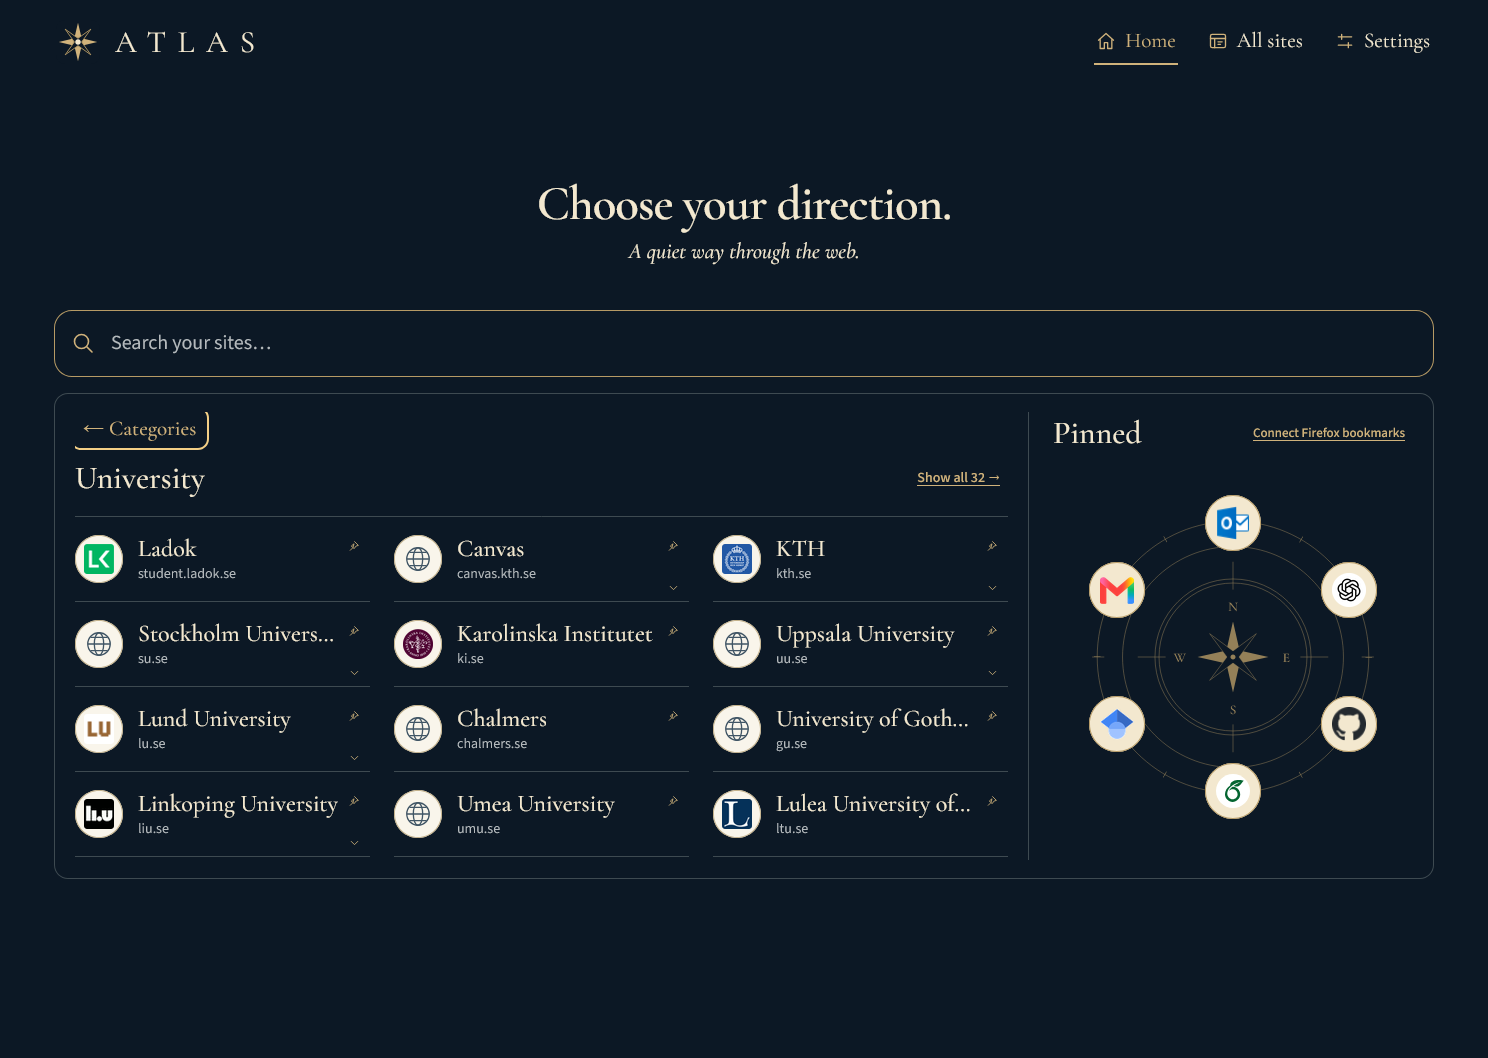 ATLAS
Home
All sites
Settings
Choose your direction.
A quiet way through the web.
Search your sites...
← Categories
University
Show all 32 →
Ladok
student.ladok.se
Canvas
canvas.kth.se
KTH
KTH
kth.se
Stockholm Univers...
su.se
Karolinska Institutet
ki.se
Uppsala University
uu.se
LU
Lund University
lu.se
Chalmers
chalmers.se
University of Goth...
gu.se
li.u
Linkoping University
liu.se
Umea University
umu.se
L
Lulea University of...
ltu.se
Pinned
Connect Firefox bookmarks
N
W
E
S